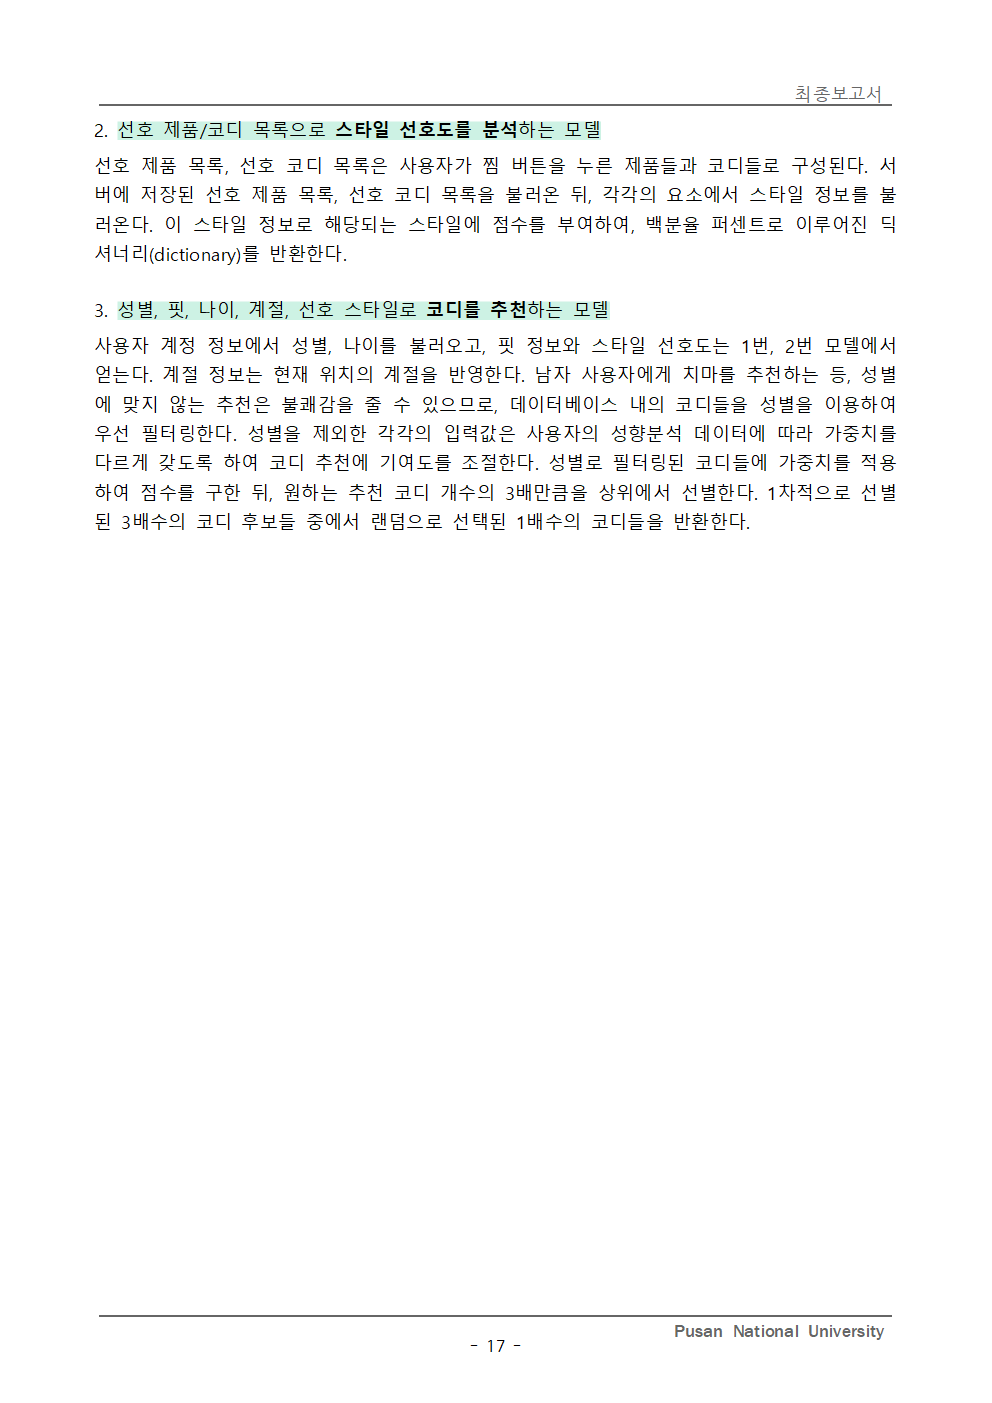 최종보고서
2. 선호 제품/코디 목록으로 스타일 선호도를 분석하는 모델
선호 제품 목록, 선호 코디 목록은 사용자가 찜 버튼을 누른 제품들과 코디들로 구성된다. 서
버에 저장된 선호 제품 목록, 선호 코디 목록을 불러온 뒤, 각각의 요소에서 스타일 정보를 불
러온다. 이 스타일 정보로 해당되는 스타일에 점수를 부여하여, 백분율 퍼센트로 이루어진 딕
셔너리(dictionary)를 반환한다.
3. 성별, 핏, 나이, 계절, 선호 스타일로 코디를 추천하는 모델
사용자 계정 정보에서 성별, 나이를 불러오고, 핏 정보와 스타일 선호도는 1번, 2번 모델에서
얻는다. 계절 정보는 현재 위치의 계절을 반영한다. 남자 사용자에게 치마를 추천하는 등, 성별
에 맞지 않는 추천은 불쾌감을 줄 수 있으므로, 데이터베이스 내의 코디들을 성별을 이용하여
우선 필터링한다. 성별을 제외한 각각의 입력값은 사용자의 성향분석 데이터에 따라 가중치를
다르게 갖도록 하여 코디 추천에 기여도를 조절한다. 성별로 필터링된 코디들에 가중치를 적용
하여 점수를 구한 뒤, 원하는 추천 코디 개수의 3배만큼을 상위에서 선별한다. 1차적으로 선별
된 3배수의 코디 후보들 중에서 랜덤으로 선택된 1배수의 코디들을 반환한다.
Pusan National University
- 17 -